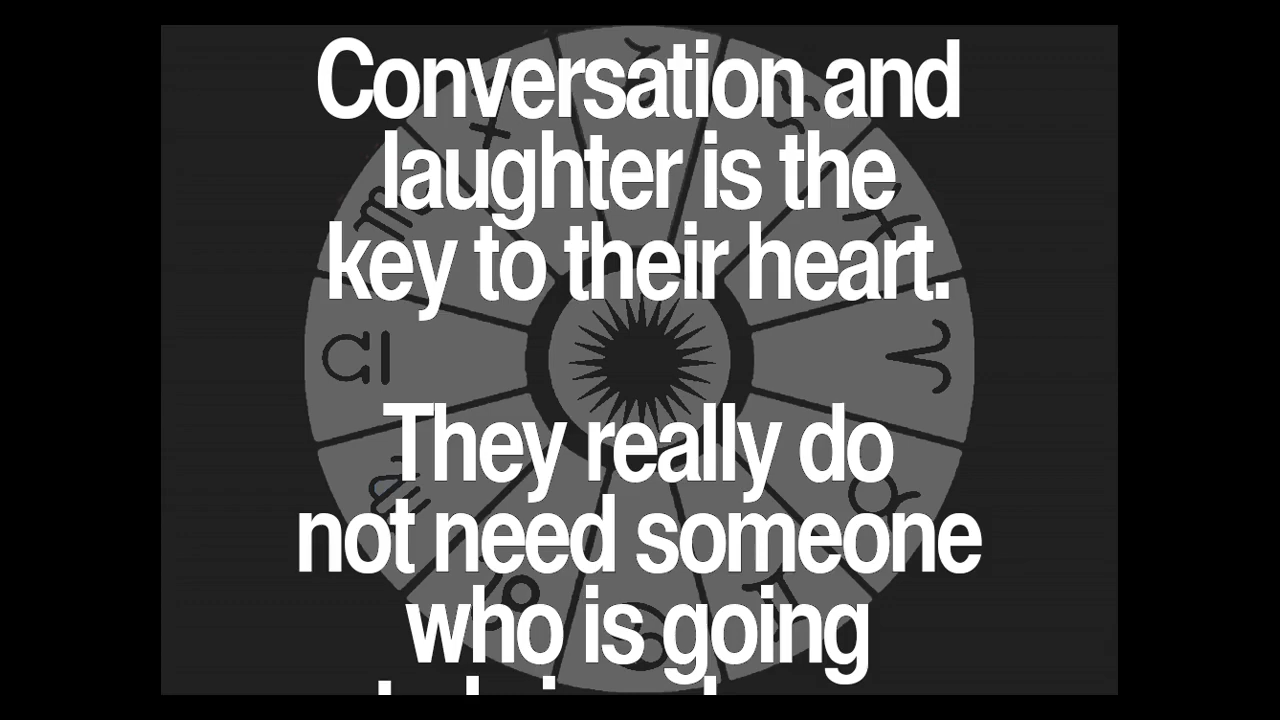 Conversation and
laughter is the
key to their heart.
They really do
not need someone
who is going